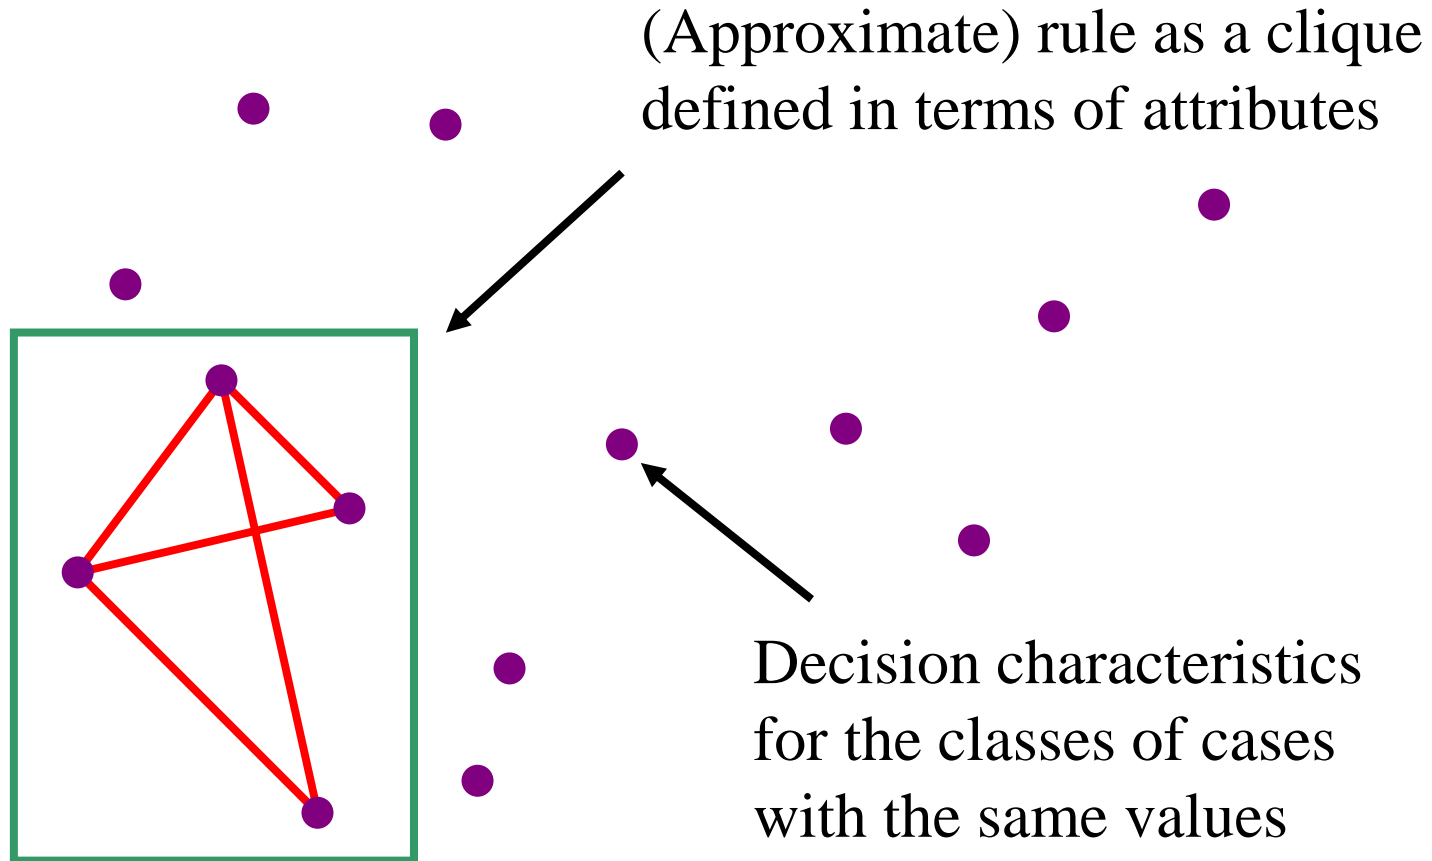 (Approximate) rule as a clique
defined in terms of attributes
Decision characteristics
for the classes of cases
with the same values